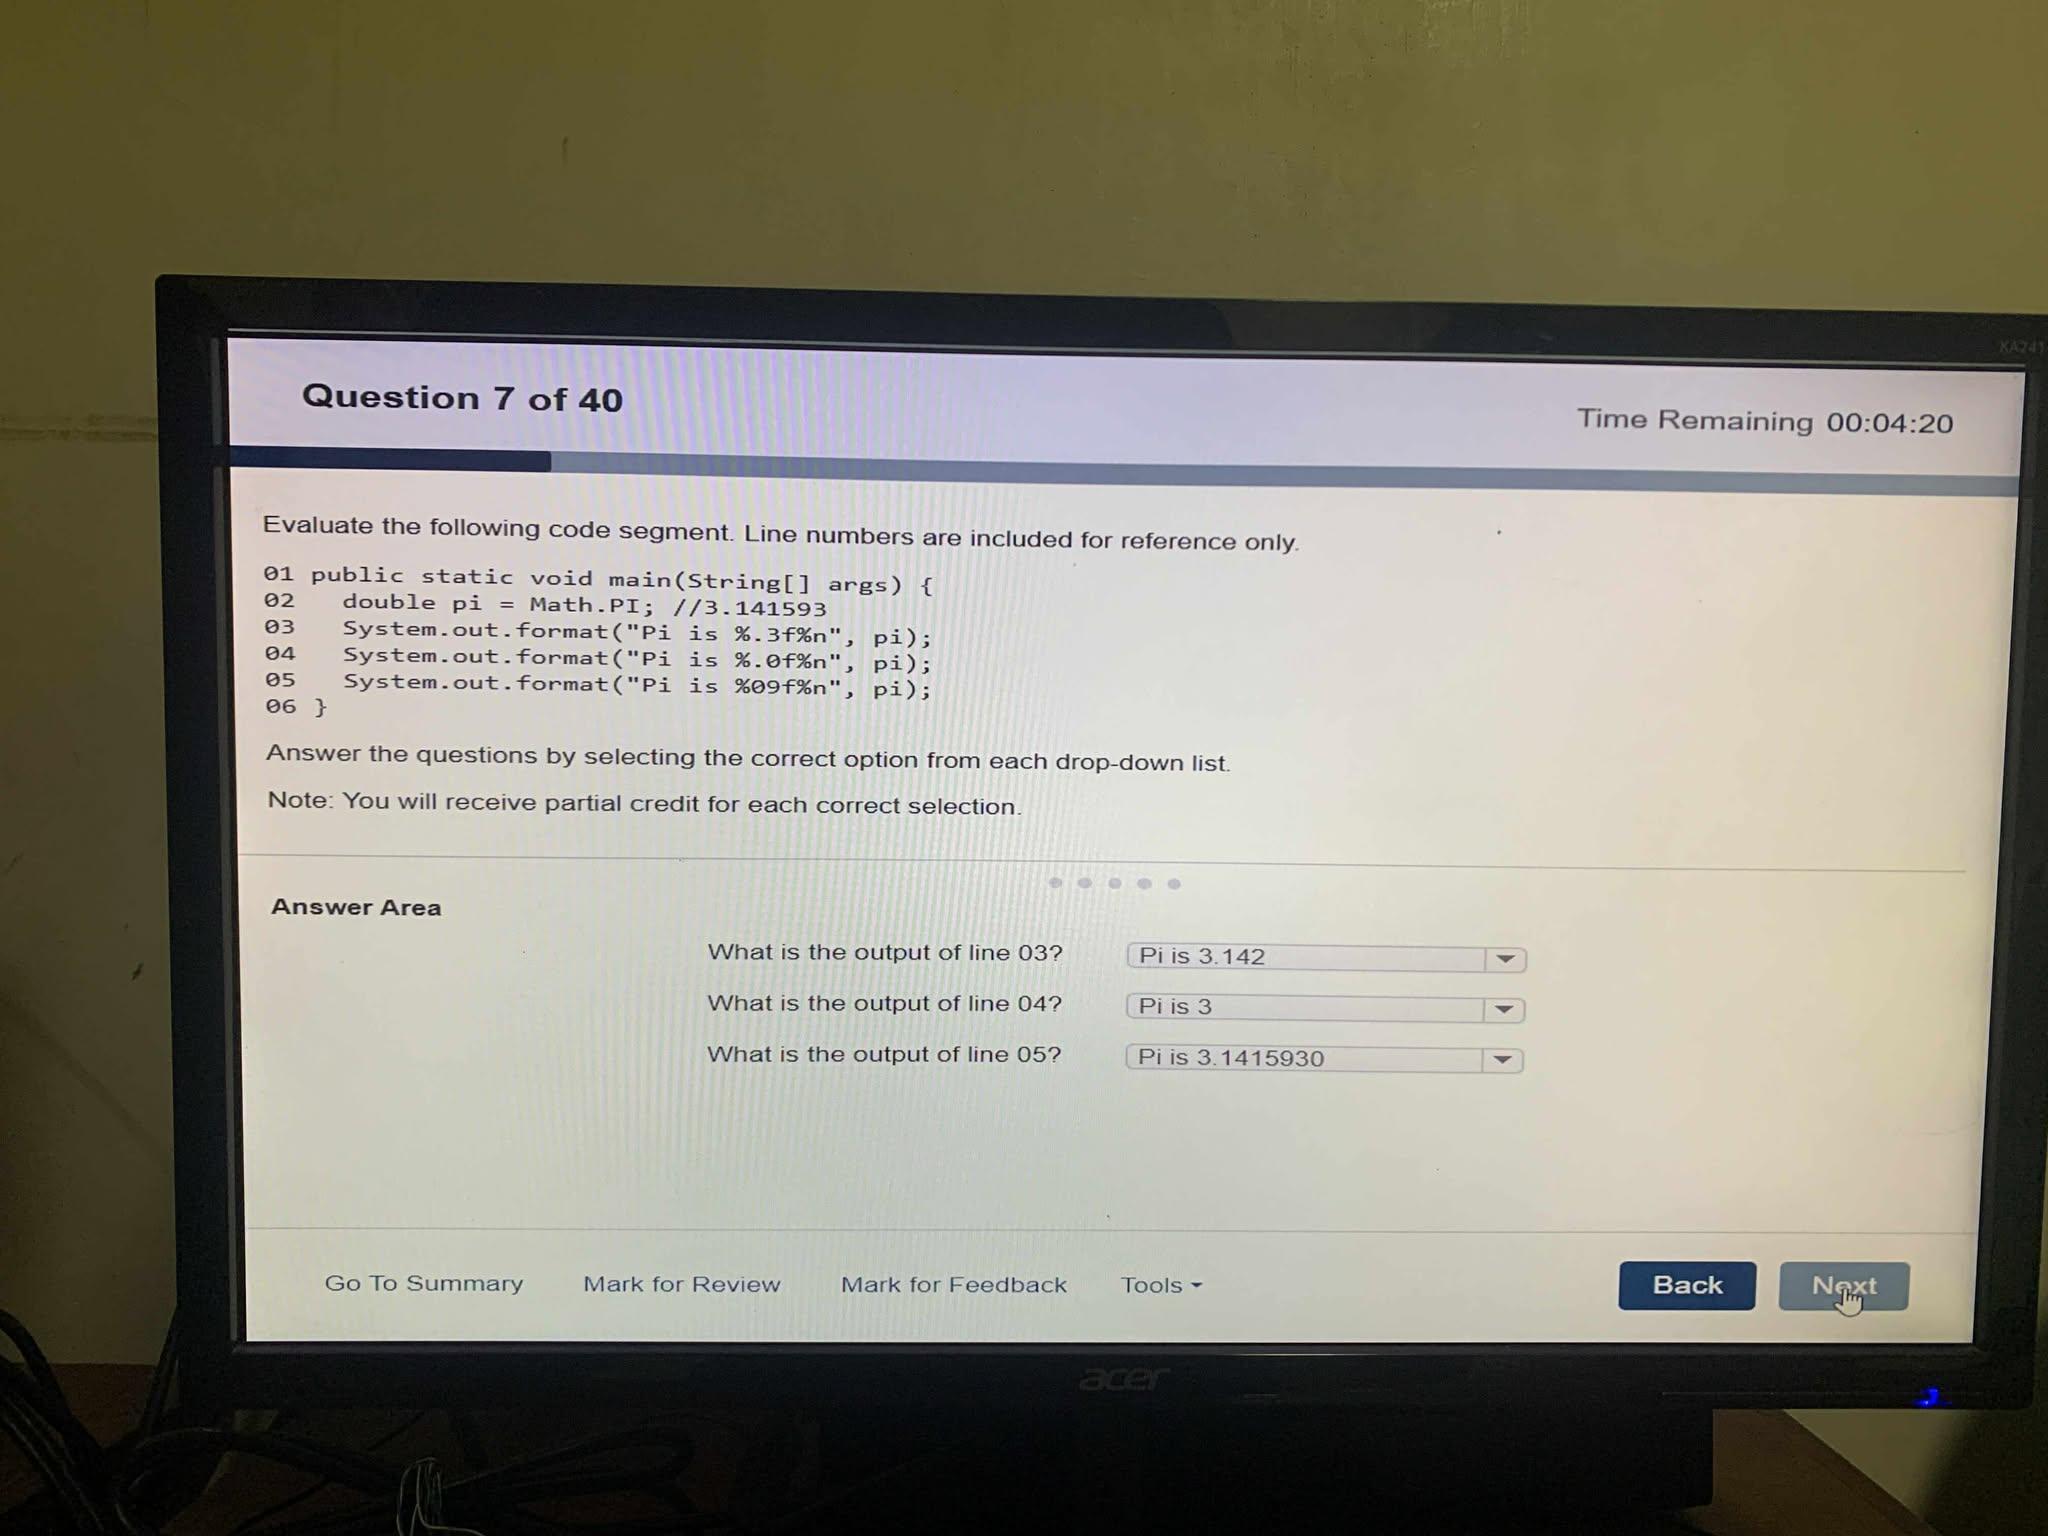 XA241
Question 7 of 40
Time Remaining 00:04:20
Evaluate the following code segment. Line numbers are included for reference only.
01 public static void main(String[] args) {
02   double pi = Math.PI; //3.141593
03   System.out.format("Pi is %.3f%n", pi);
04   System.out.format("Pi is %.0f%n", pi);
05   System.out.format("Pi is %09f%n", pi);
06 }
Answer the questions by selecting the correct option from each drop-down list.
Note: You will receive partial credit for each correct selection.
Answer Area
What is the output of line 03? Pi is 3.142
What is the output of line 04? Pi is 3
What is the output of line 05? Pi is 3.1415930
Go To Summary Mark for Review Mark for Feedback Tools Back Next
acer